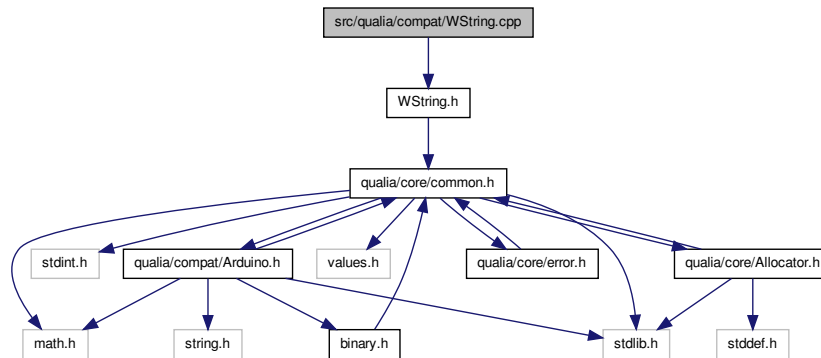 src/qualia/compat/WString.cpp
WString.h
qualia/core/common.h
stdint.h
qualia/compat/Arduino.h
values.h
qualia/core/error.h
qualia/core/Allocator.h
math.h
string.h
binary.h
stdlib.h
stddef.h